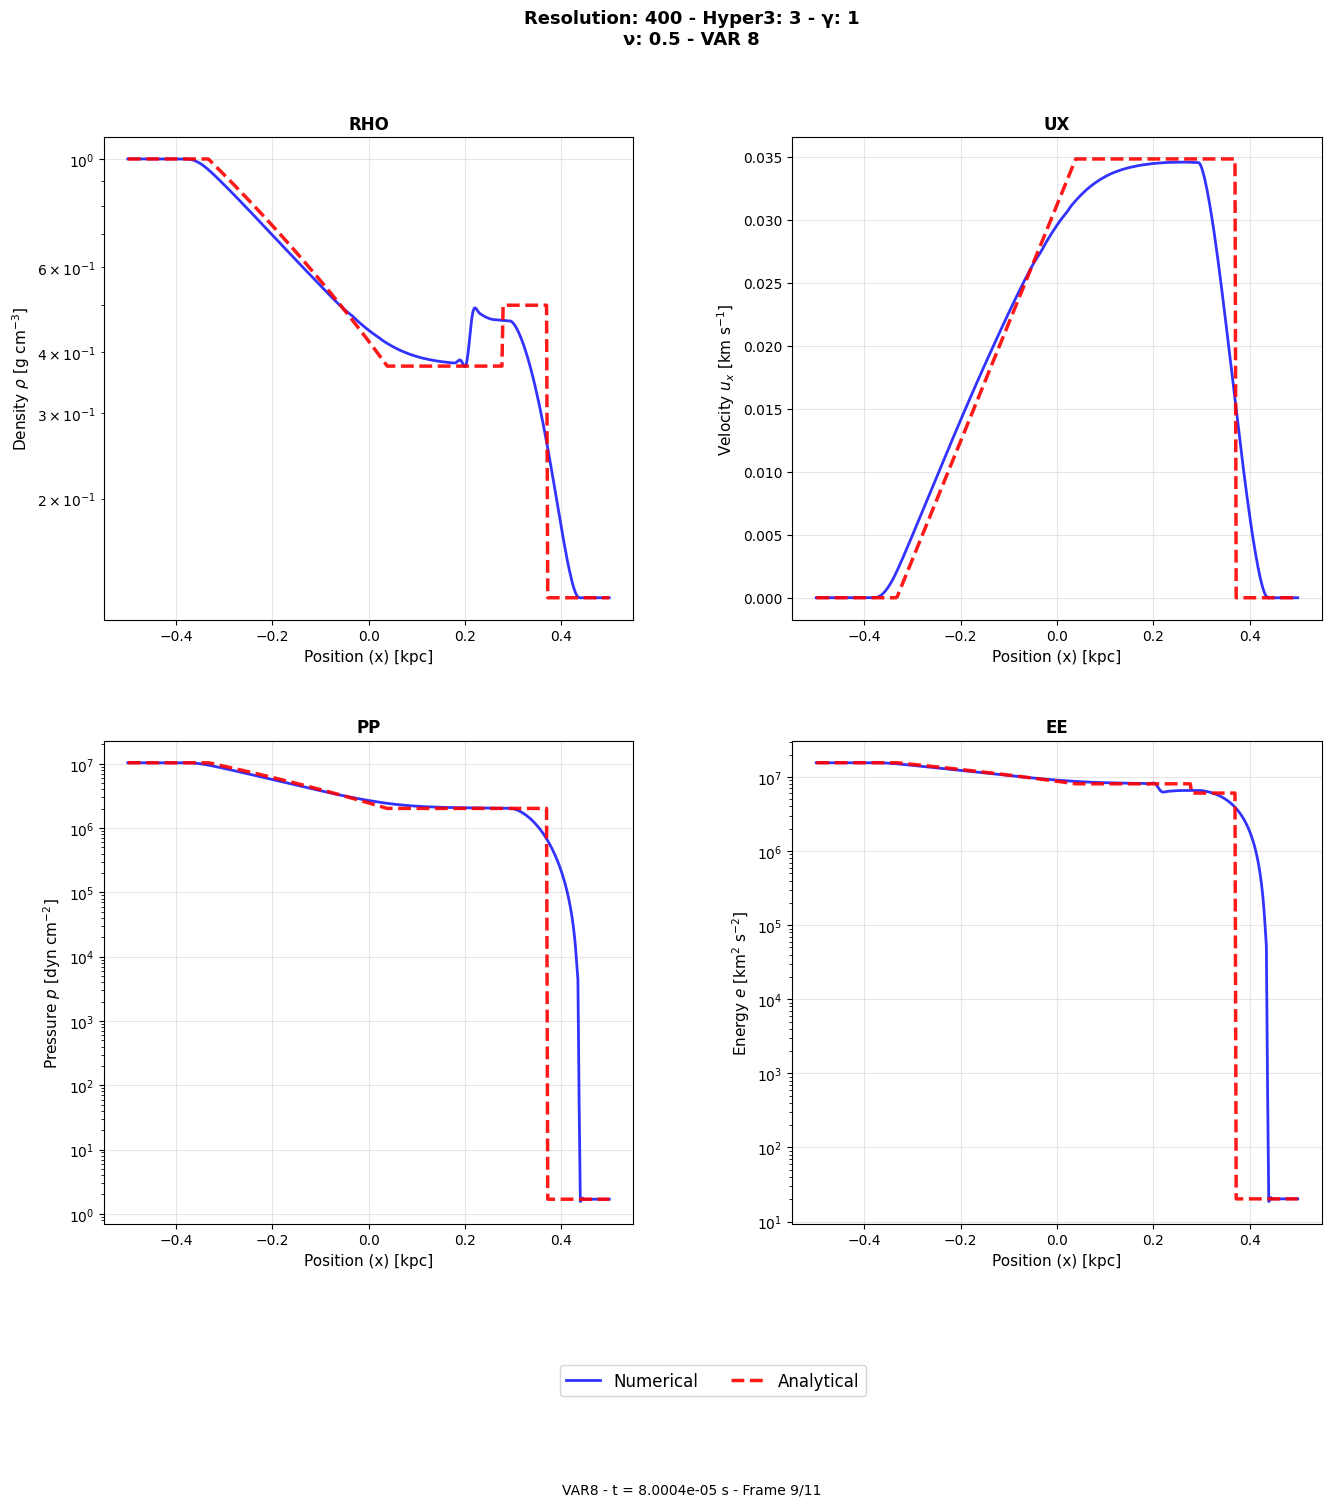 Resolution: 400 - Hyper3: 3 - γ: 1
ν: 0.5 - VAR 8
RHO
10⁰
6 × 10⁻¹
4 × 10⁻¹
3 × 10⁻¹
2 × 10⁻¹
Density ρ [g cm⁻³]
−0.4 −0.2 0.0 0.2 0.4
Position (x) [kpc]
UX
0.035
0.030
0.025
0.020
0.015
0.010
0.005
0.000
Velocity uₓ [km s⁻¹]
−0.4 −0.2 0.0 0.2 0.4
Position (x) [kpc]
PP
10⁷
10⁶
10⁵
10⁴
10³
10²
10¹
10⁰
Pressure p [dyn cm⁻²]
−0.4 −0.2 0.0 0.2 0.4
Position (x) [kpc]
EE
10⁷
10⁶
10⁵
10⁴
10³
10²
10¹
Energy e [km² s⁻²]
−0.4 −0.2 0.0 0.2 0.4
Position (x) [kpc]
Numerical Analytical
VAR8 - t = 8.0004e-05 s - Frame 9/11